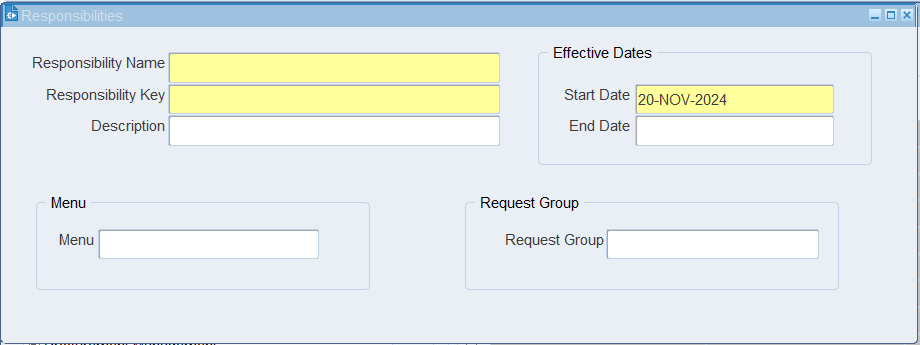 Responsibilities
Responsibility Name
Responsibility Key
Description
Effective Dates
Start Date 20-NOV-2024
End Date
Menu
Menu
Request Group
Request Group